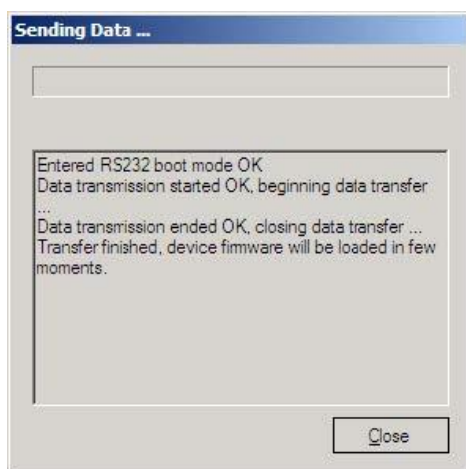 Sending Data ...
Entered RS232 boot mode OK
Data transmission started OK, beginning data transfer
...
Data transmission ended OK, closing data transfer ...
Transfer finished, device firmware will be loaded in few
moments.
Close